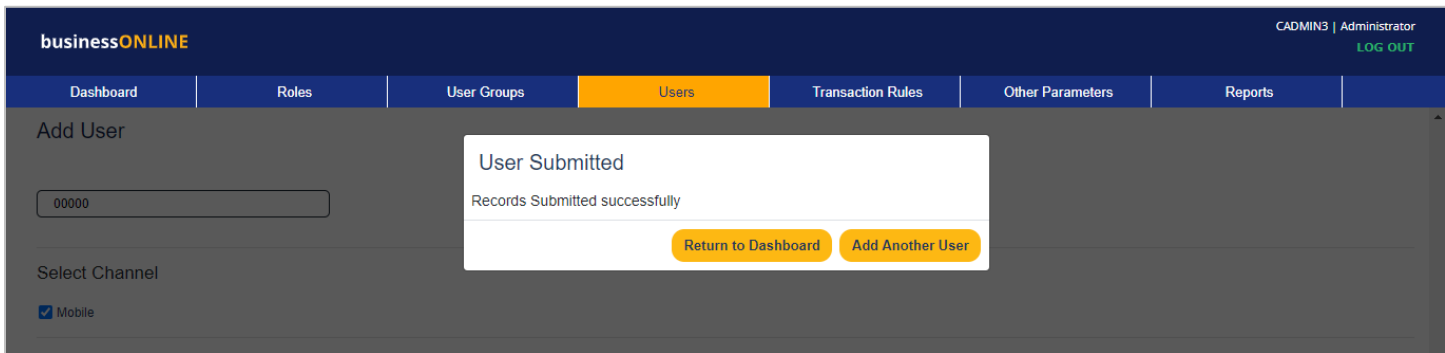 CADMIN3 | Administrator
businessONLINE
LOG OUT
Dashboard Roles User Groups Users Transaction Rules Other Parameters Reports
Add User
User Submitted
Records Submitted successfully
00000
Return to Dashboard Add Another User
Select Channel
Mobile